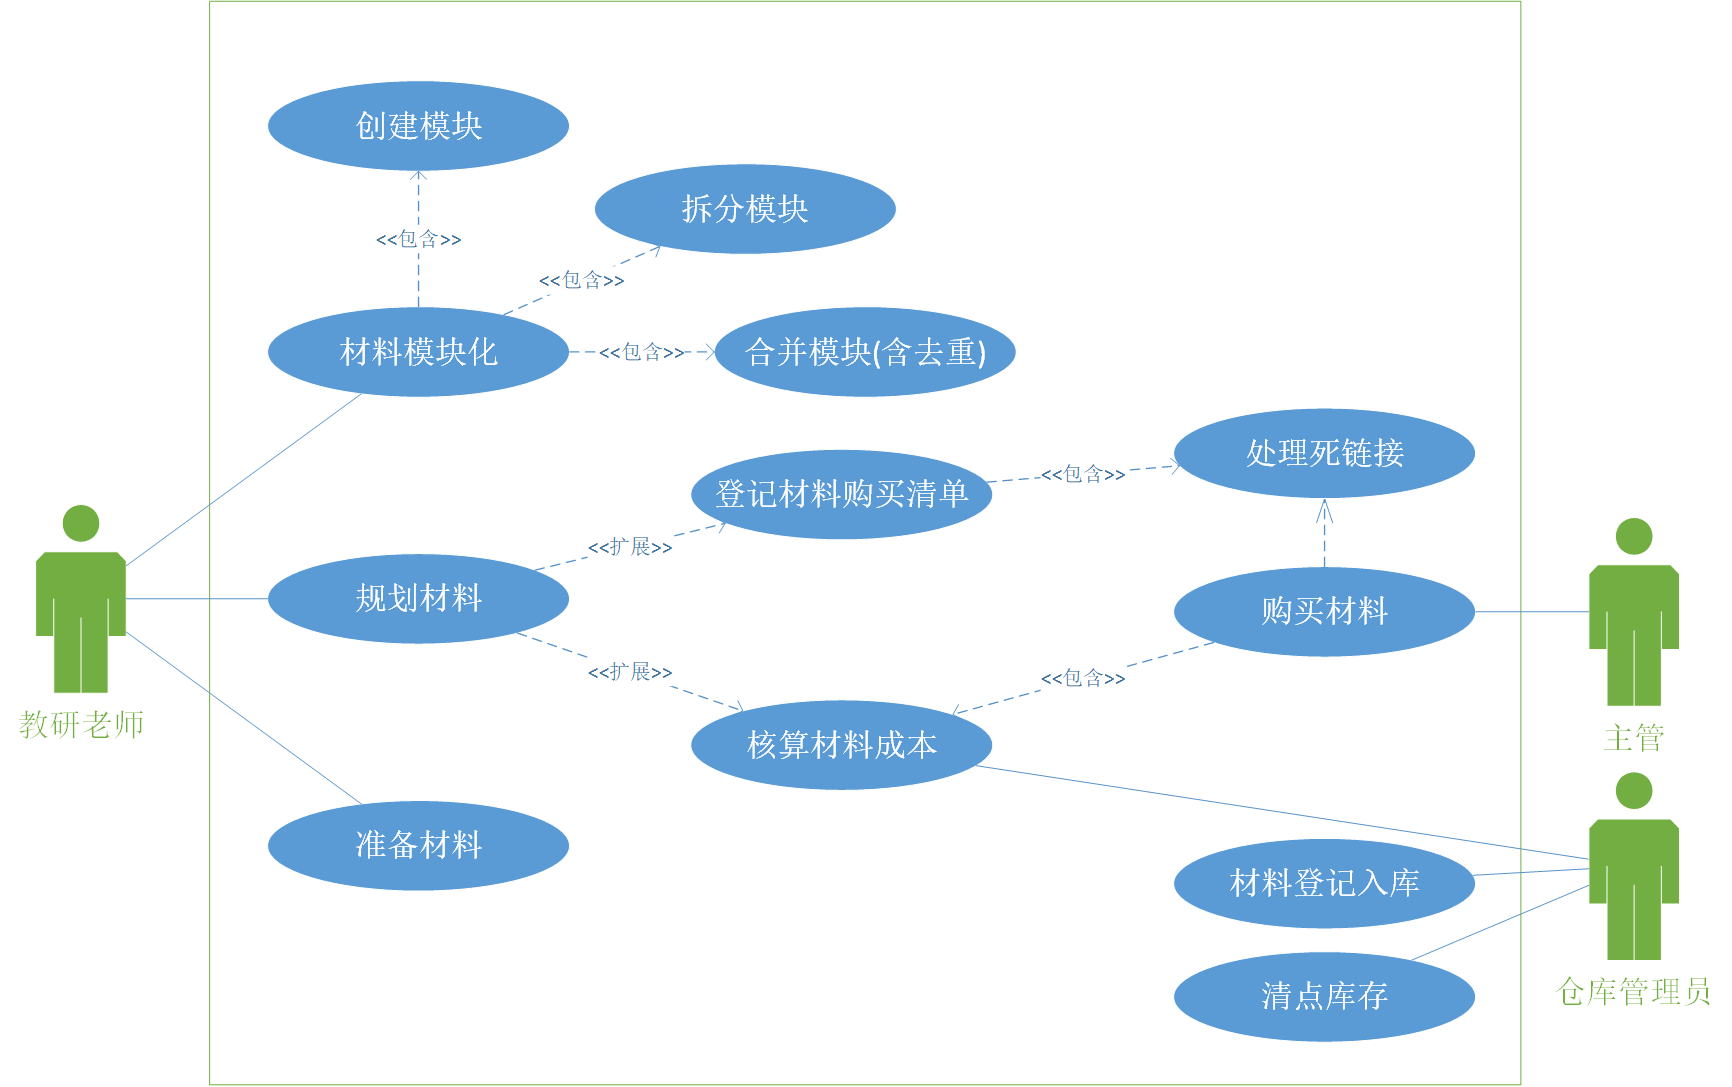 创建模块
拆分模块
<<包含>>
<<包含>>
材料模块化
<<包含>>
合并模块(含去重)
处理死链接
登记材料购买清单
<<包含>>
<<扩展>>
规划材料
购买材料
<<扩展>>
<<包含>>
教研老师
主管
核算材料成本
准备材料
材料登记入库
清点库存
仓库管理员